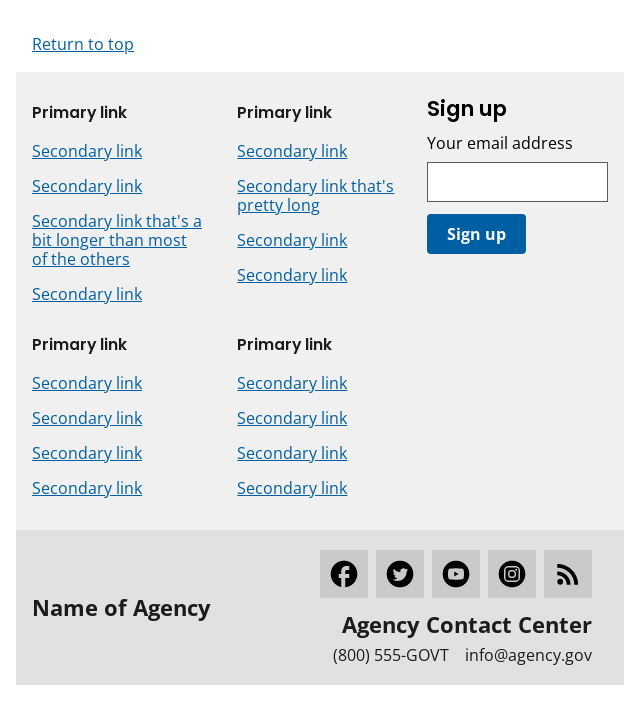 Return to top
Primary link
Secondary link
Secondary link
Secondary link that's a
bit longer than most
of the others
Secondary link
Primary link
Secondary link
Secondary link that's
pretty long
Secondary link
Secondary link
Sign up
Your email address
Sign up
Primary link
Secondary link
Secondary link
Secondary link
Secondary link
Primary link
Secondary link
Secondary link
Secondary link
Secondary link
Name of Agency
Agency Contact Center
(800) 555-GOVT info@agency.gov